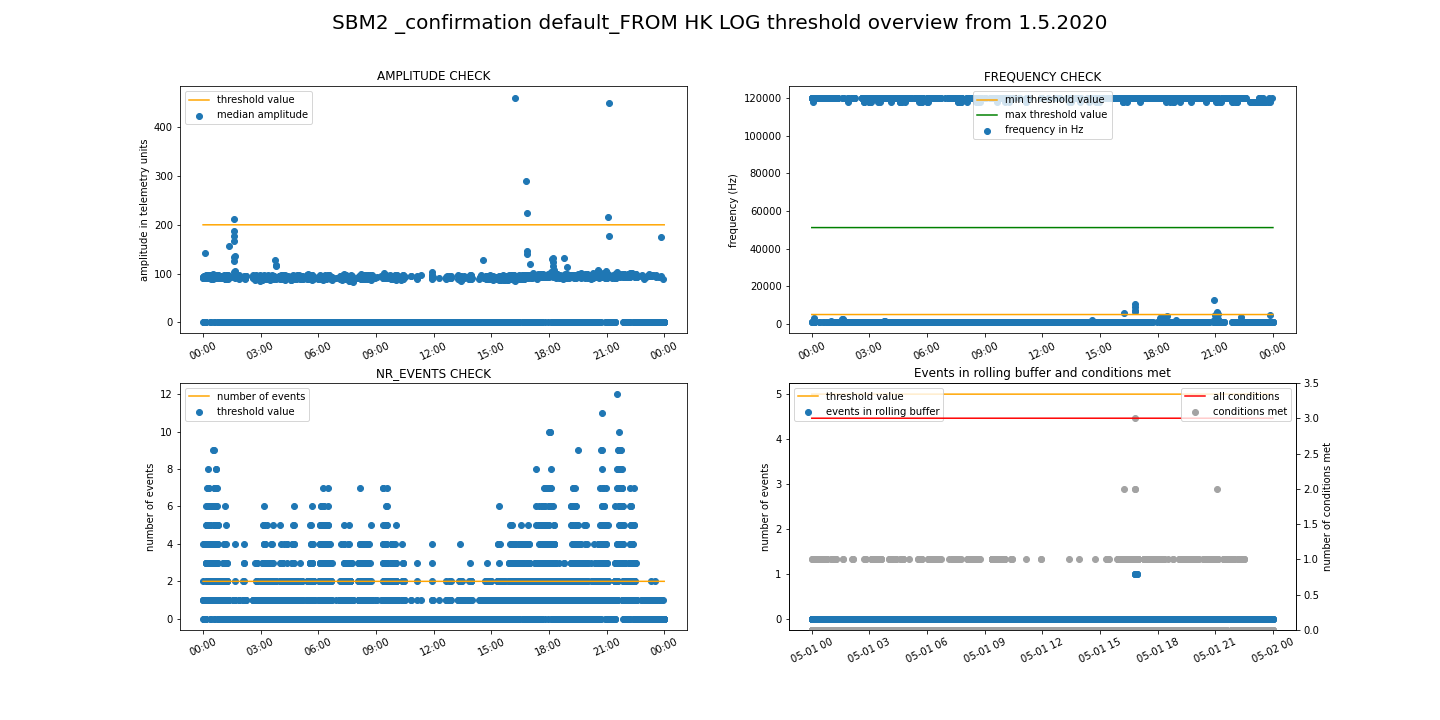 SBM2 _confirmation default_FROM HK LOG threshold overview from 1.5.2020
AMPLITUDE CHECK
threshold value
median amplitude
amplitude in telemetry units
400
300
200
100
0
00:00 03:00 06:00 09:00 12:00 15:00 18:00 21:00 00:00
FREQUENCY CHECK
min threshold value
max threshold value
frequency in Hz
frequency (Hz)
120000
100000
80000
60000
40000
20000
0
00:00 03:00 06:00 09:00 12:00 15:00 18:00 21:00 00:00
NR_EVENTS CHECK
number of events
threshold value
number of events
12
10
8
6
4
2
0
00:00 03:00 06:00 09:00 12:00 15:00 18:00 21:00 00:00
Events in rolling buffer and conditions met
threshold value
events in rolling buffer
all conditions
conditions met
number of events
5
4
3
2
1
0
3.5
3.0
2.5
2.0
1.5
1.0
0.5
0.0
number of conditions met
05-01 00 05-01 03 05-01 06 05-01 09 05-01 12 05-01 15 05-01 18 05-01 21 05-02 00